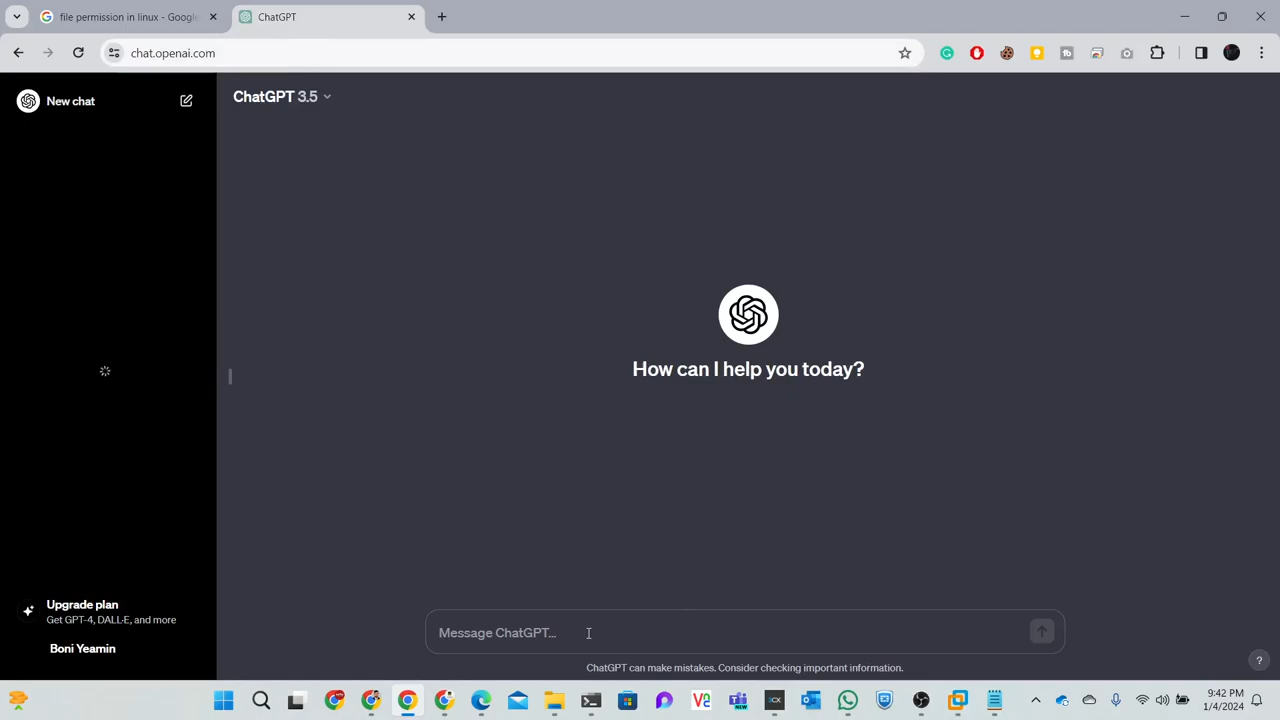 file permission in linux - Google
ChatGPT
chat.openai.com
New chat
ChatGPT 3.5
How can I help you today?
Upgrade plan
Get GPT-4, DALL·E, and more
Boni Yeamin
Message ChatGPT...
ChatGPT can make mistakes. Consider checking important information.
?
9:42 PM
1/4/2024